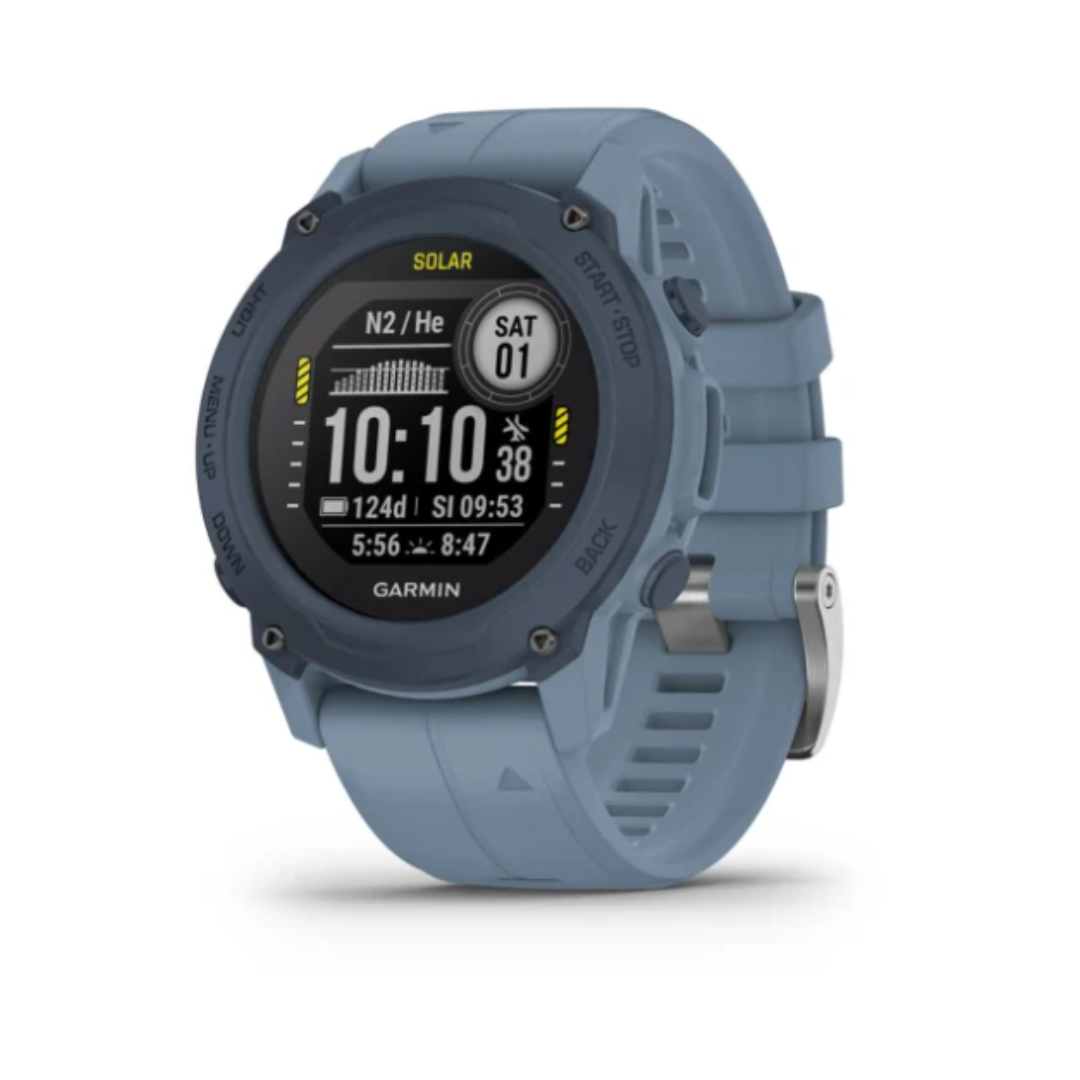 SOLAR
LIGHT
START·STOP
N2 / He
SAT
01
MENU·UP
10:10
38
124d
SI 09:53
5:56
8:47
DOWN
BACK
GARMIN